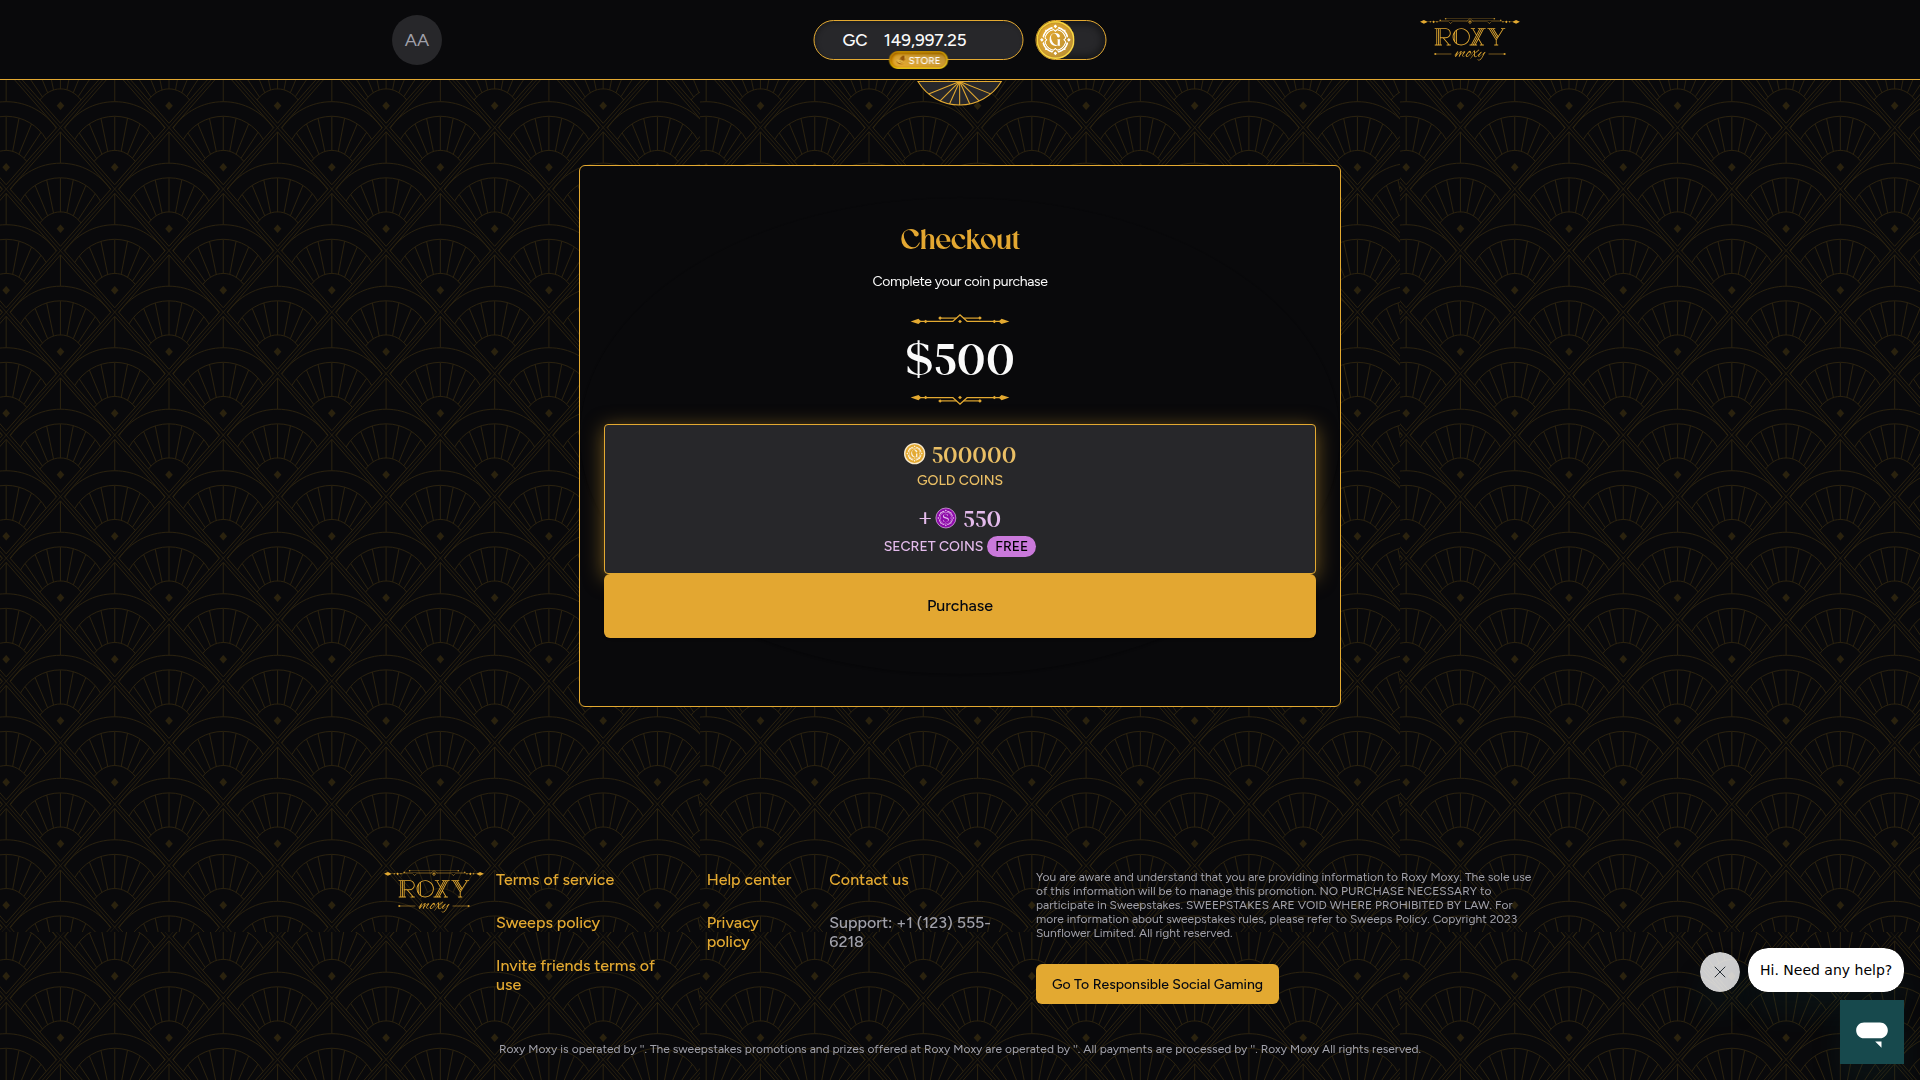 AA
GC 149,997.25
STORE
G
ROXY
moxy
Checkout
Complete your coin purchase
$500
G 500000
GOLD COINS
+ S 550
SECRET COINS FREE
Purchase
ROXY
moxy
Terms of service
Sweeps policy
Invite friends terms of
use
Help center
Privacy
policy
Contact us
Support: +1 (123) 555-
6218
You are aware and understand that you are providing information to Roxy Moxy. The sole use
of this information will be to manage this promotion. NO PURCHASE NECESSARY to
participate in Sweepstakes. SWEEPSTAKES ARE VOID WHERE PROHIBITED BY LAW. For
more information about sweepstakes rules, please refer to Sweeps Policy. Copyright 2023
Sunflower Limited. All right reserved.
Go To Responsible Social Gaming
Hi. Need any help?
Roxy Moxy is operated by ". The sweepstakes promotions and prizes offered at Roxy Moxy are operated by ". All payments are processed by ". Roxy Moxy All rights reserved.